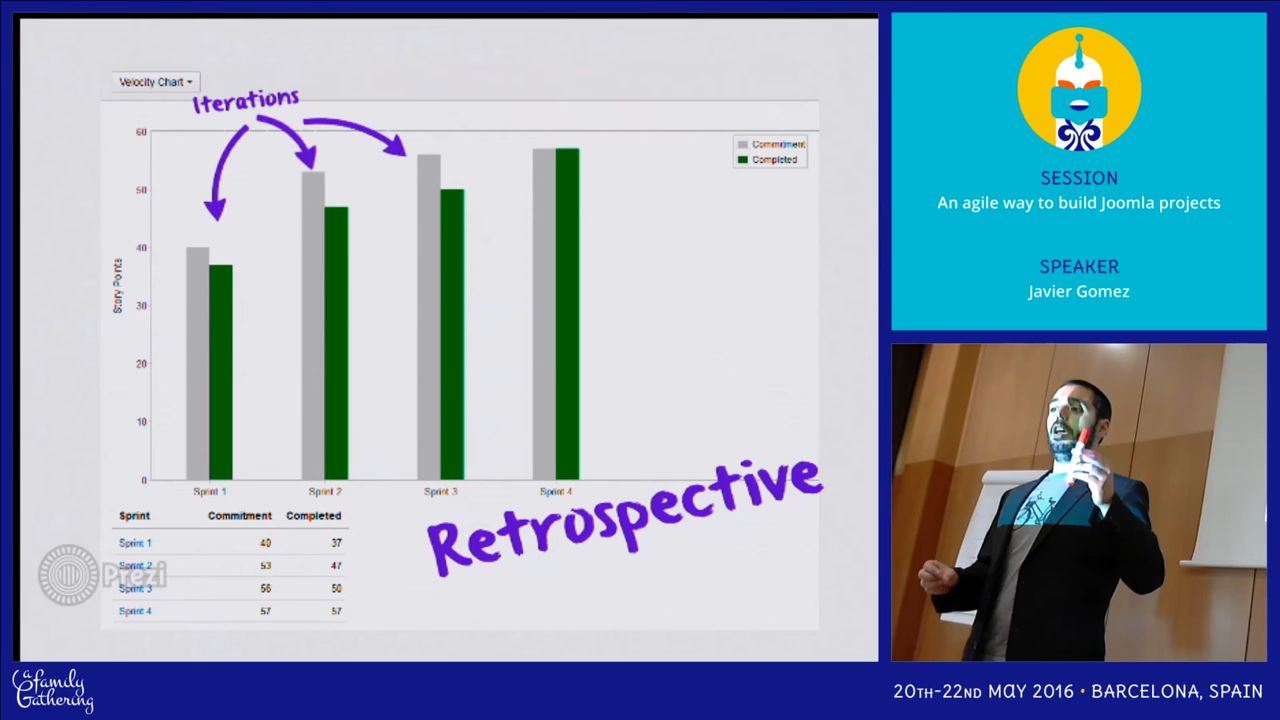 Velocity Chart
Iterations
60
50
40
30
20
10
0
Story Points
Commitment
Completed
Sprint 1
Sprint 2
Sprint 3
Sprint 4
Retrospective
Sprint Commitment Completed
Sprint 1 40 37
Sprint 2 53 47
Sprint 3 56 50
Sprint 4 57 57
Prezi
SESSION
An agile way to build Joomla projects
SPEAKER
Javier Gomez
a family
Gathering
20TH-22ND MAY 2016 • BARCELONA, SPAIN